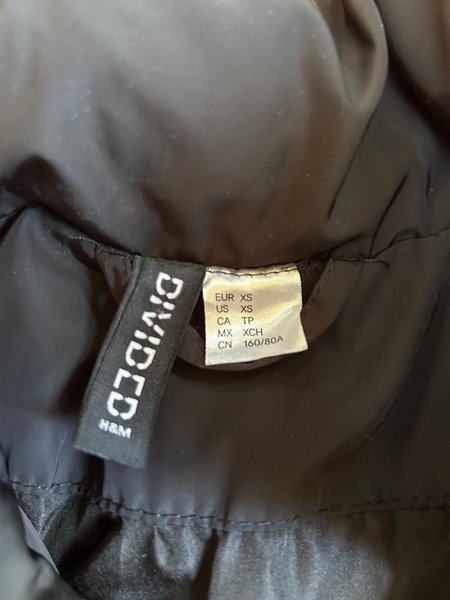 DIVIDED
H&M
EUR XS
US XS
CA TP
MX XCH
CN 160/80A